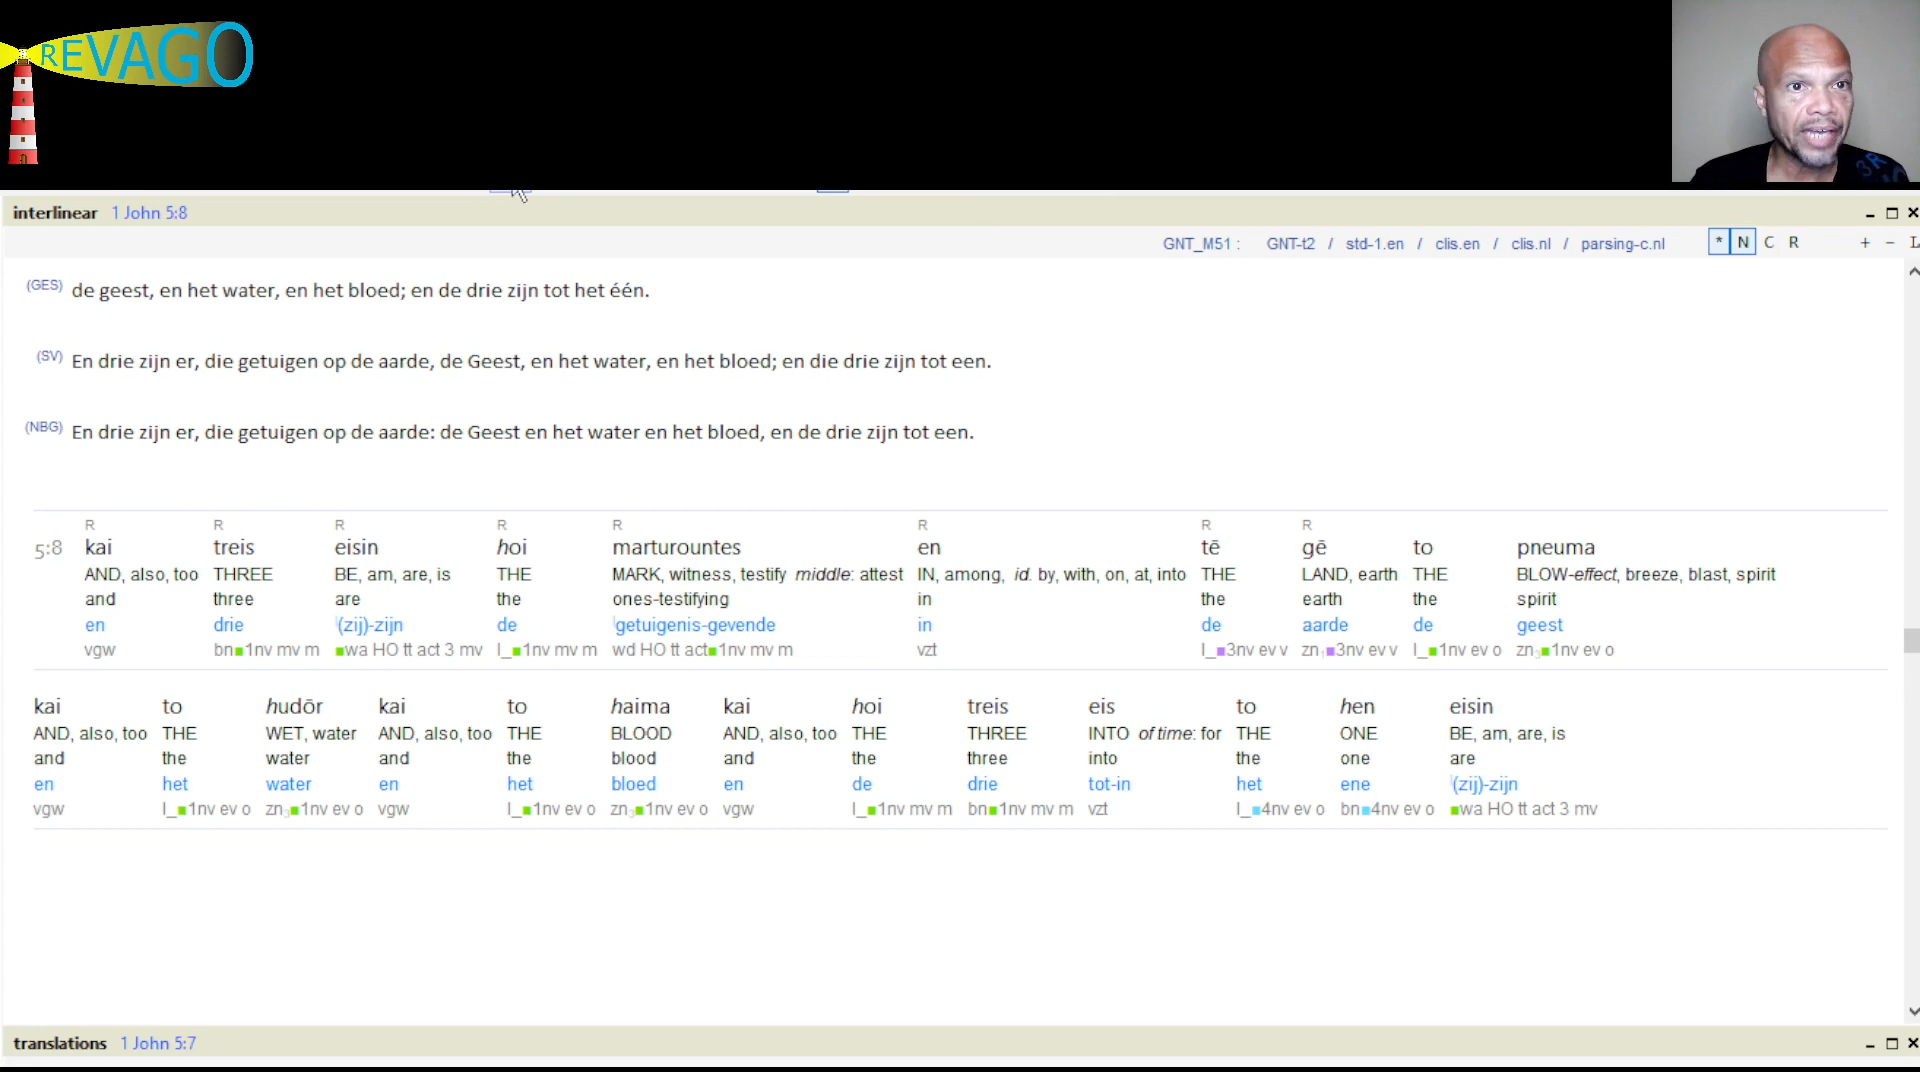 REVAGO
interlinear 1 John 5:8
GNT_M51 : GNT-t2 / std-1.en / clis.en / clis.nl / parsing-c.nl * N C R + − L
(GES) de geest, en het water, en het bloed; en de drie zijn tot het één.
(SV) En drie zijn er, die getuigen op de aarde, de Geest, en het water, en het bloed; en die drie zijn tot een.
(NBG) En drie zijn er, die getuigen op de aarde: de Geest en het water en het bloed, en de drie zijn tot een.
R R R R R R R R
5:8 kai treis eisin hoi marturountes en tē gē to pneuma
AND, also, too THREE BE, am, are, is THE MARK, witness, testify middle: attest IN, among, id. by, with, on, at, into THE LAND, earth THE BLOW-effect, breeze, blast, spirit
and three are the ones-testifying in the earth the spirit
en drie (zij)-zijn de getuigenis-gevende in de aarde de geest
vgw bn 1nv mv m wa HO tt act 3 mv l_ 1nv mv m wd HO tt act 1nv mv m vzt l_ 3nv ev v zn1 3nv ev v l_ 1nv ev o zn3 1nv ev o
kai to hudōr kai to haima kai hoi treis eis to hen eisin
AND, also, too THE WET, water AND, also, too THE BLOOD AND, also, too THE THREE INTO of time: for THE ONE BE, am, are, is
and the water and the blood and the three into the one are
en het water en het bloed en de drie tot-in het ene (zij)-zijn
vgw l_ 1nv ev o zn3 1nv ev o vgw l_ 1nv ev o zn3 1nv ev o vgw l_ 1nv mv m bn 1nv mv m vzt l_ 4nv ev o bn 4nv ev o wa HO tt act 3 mv
translations 1 John 5:7